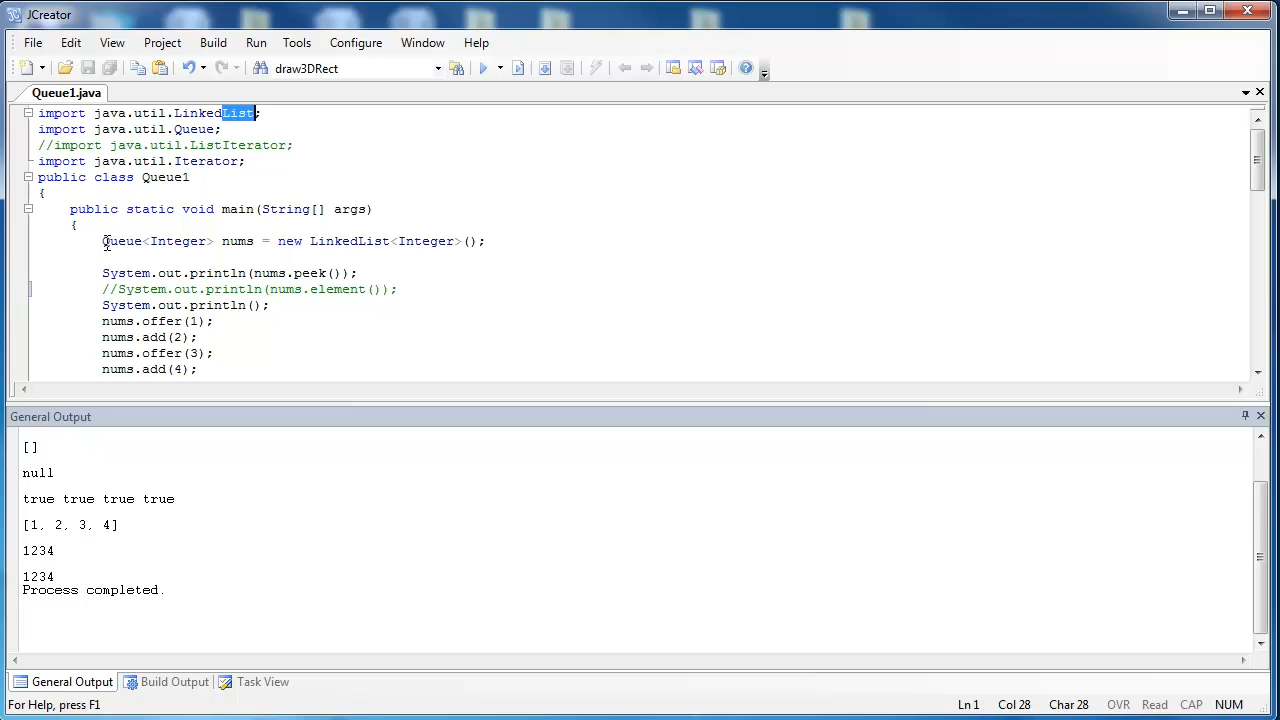 JCreator
File Edit View Project Build Run Tools Configure Window Help
draw3DRect
Queue1.java
import java.util.LinkedList;
import java.util.Queue;
//import java.util.ListIterator;
import java.util.Iterator;
public class Queue1
{
public static void main(String[] args)
{
Queue<Integer> nums = new LinkedList<Integer>();
System.out.println(nums.peek());
//System.out.println(nums.element());
System.out.println();
nums.offer(1);
nums.add(2);
nums.offer(3);
nums.add(4);
General Output
[]
null
true true true true
[1, 2, 3, 4]
1234
1234
Process completed.
General Output Build Output Task View
For Help, press F1 Ln 1 Col 28 Char 28 OVR Read CAP NUM